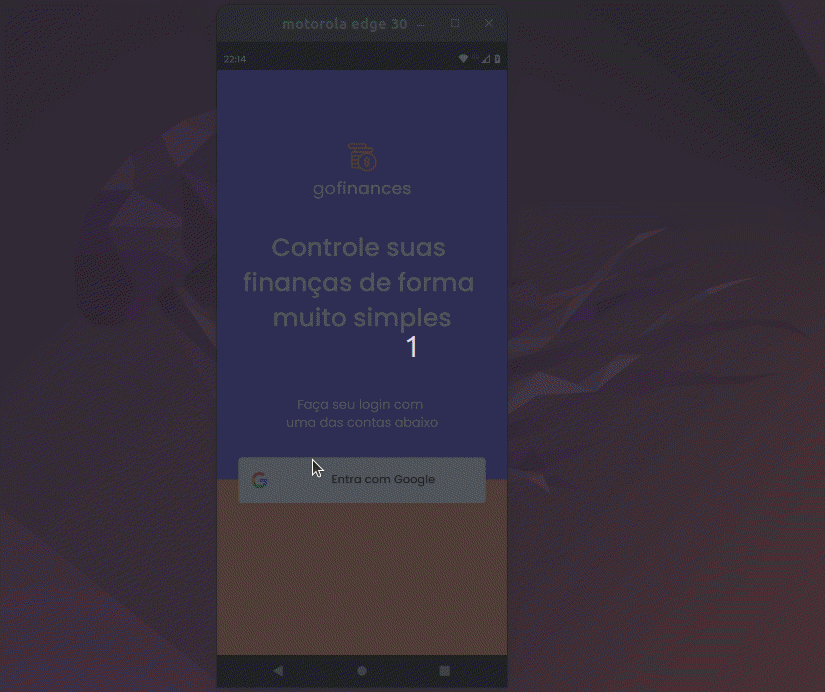 motorola edge 30
22:14
gofinances
Controle suas
finanças de forma
muito simples
1
Faça seu login com
uma das contas abaixo
Entra com Google